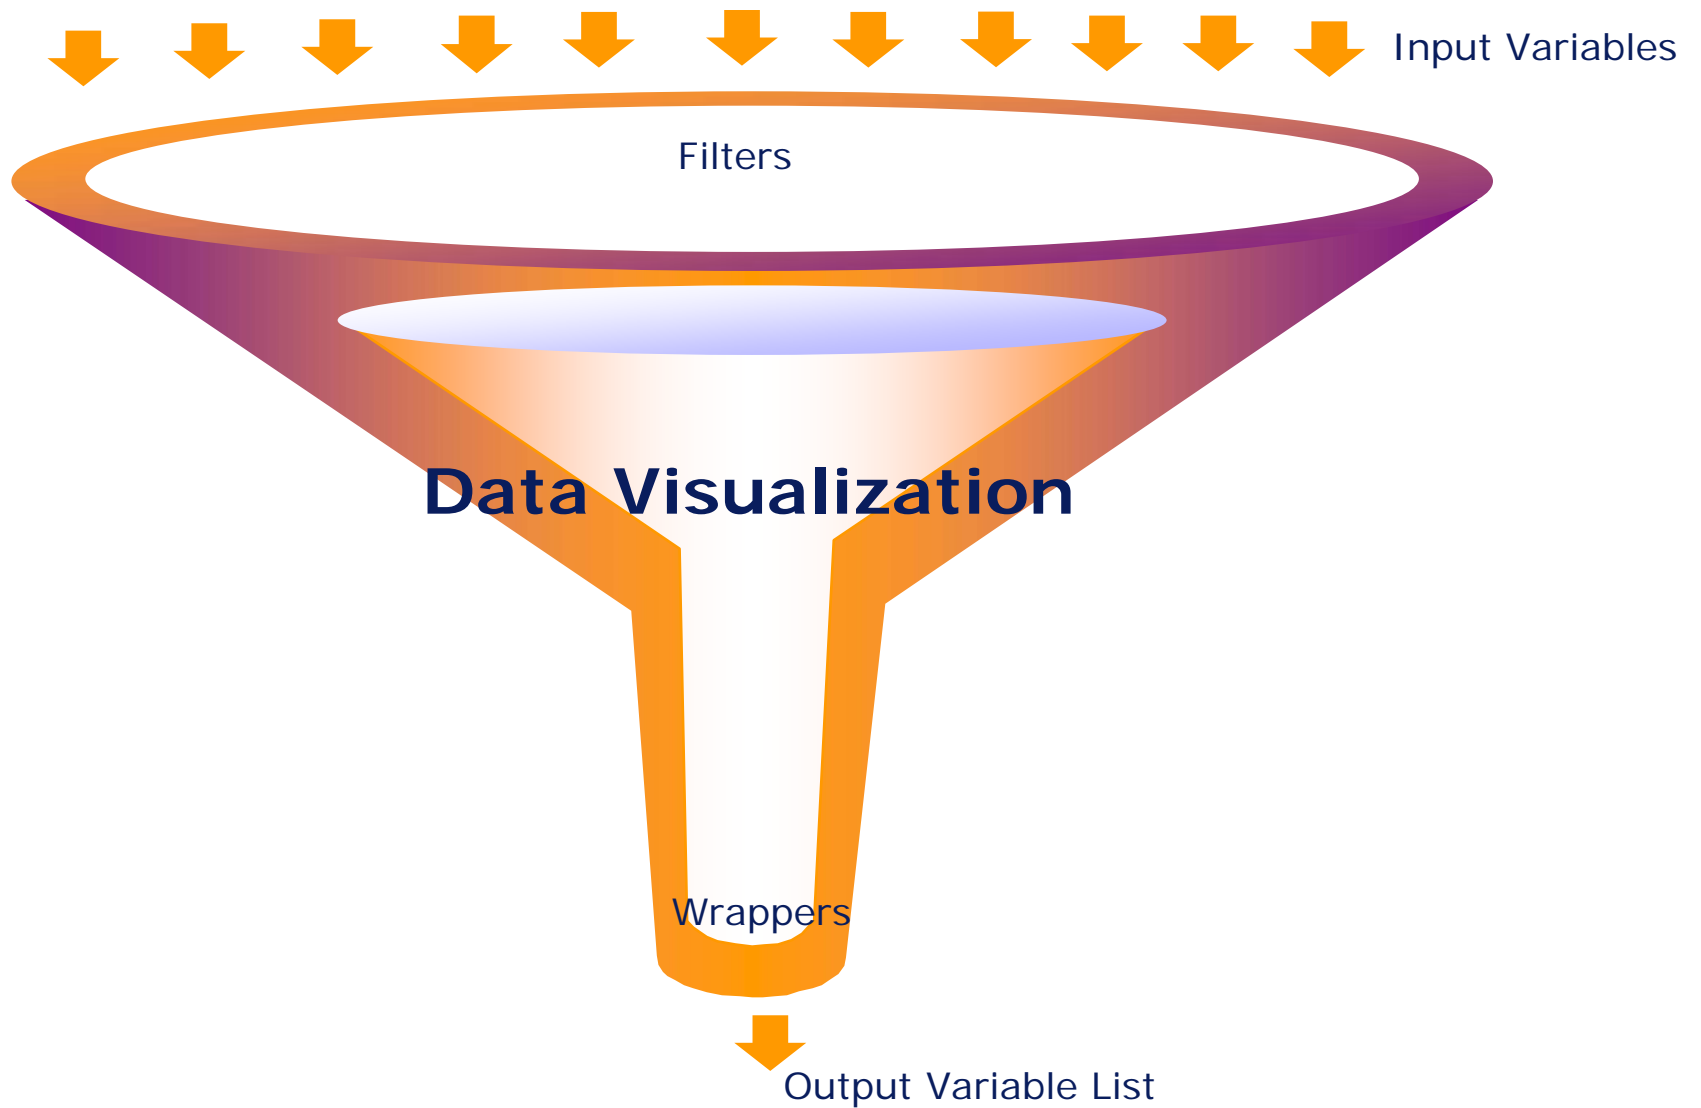 Input Variables
Filters
Data Visualization
Wrappers
Output Variable List